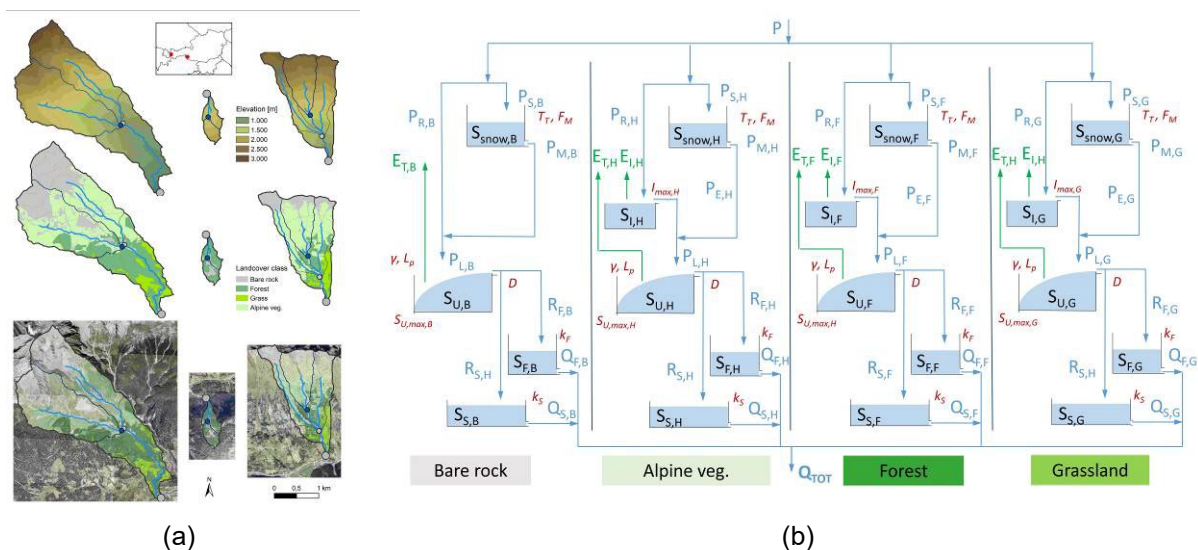 Elevation [m]
1.000
1.500
2.000
2.500
3.000
Landcover class
Bare rock
Forest
Grass
Alpine veg.
N
0 0,5 1 km
(a)
P
P_S,B
T_T, F_M
P_R,B
S_snow,B
P_M,B
E_T,B
P_L,B
γ, L_p
D
S_U,B
S_U,max,B
R_F,B
k_F
S_F,B
Q_F,B
R_S,H
k_S
S_S,B
Q_S,B
Bare rock
P_S,H
T_T, F_M
P_R,H
S_snow,H
P_M,H
E_T,H
E_I,H
I_max,H
S_I,H
P_E,H
P_L,H
γ, L_p
D
S_U,H
S_U,max,H
R_F,H
k_F
S_F,H
Q_F,H
R_S,H
k_S
S_S,H
Q_S,H
Alpine veg.
P_S,F
T_T, F_M
P_R,F
S_snow,F
P_M,F
E_T,F
E_I,F
I_max,F
S_I,F
P_E,F
P_L,F
γ, L_p
D
S_U,F
S_U,max,H
R_F,F
k_F
S_F,F
Q_F,F
R_S,F
k_S
S_S,F
Q_S,F
Forest
P_S,G
T_T, F_M
P_R,G
S_snow,G
P_M,G
E_T,H
E_I,H
I_max,G
S_I,G
P_E,G
P_L,G
γ, L_p
D
S_U,G
S_U,max,G
R_F,G
k_F
S_F,G
Q_F,G
R_S,H
k_S
S_S,G
Q_S,G
Grassland
Q_TOT
(b)